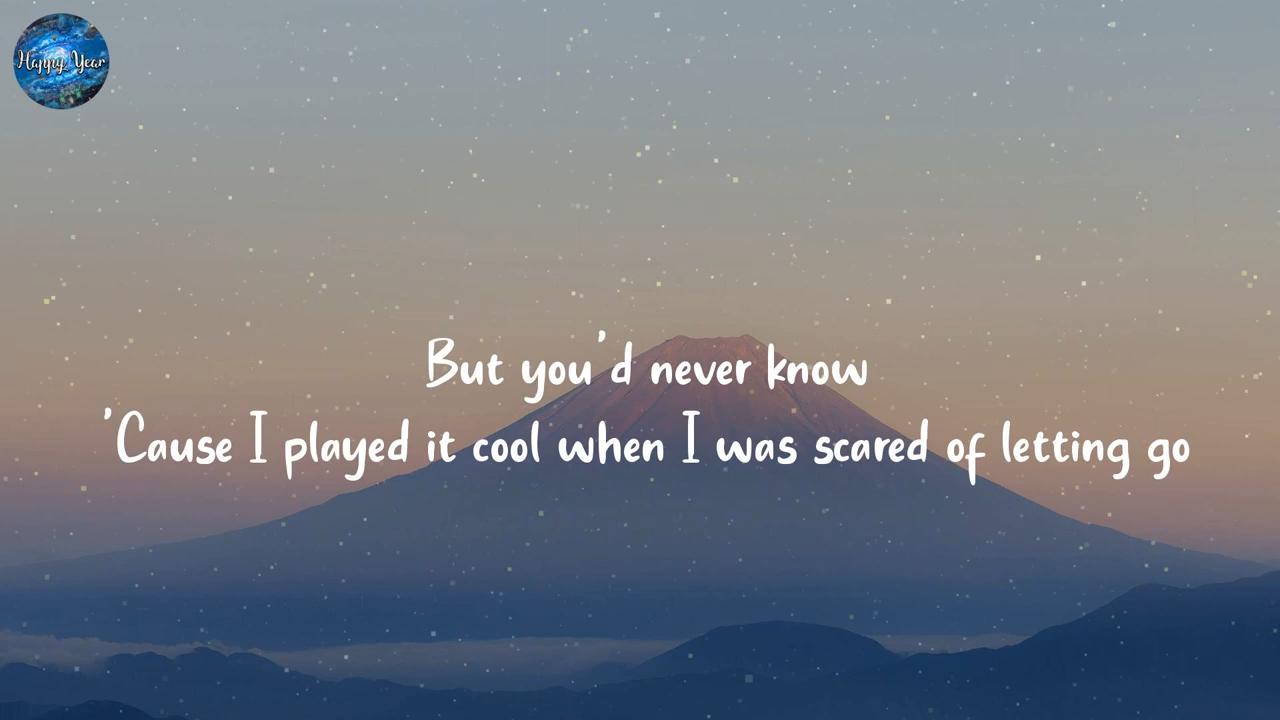 Happy Year
But you'd never know
'Cause I played it cool when I was scared of letting go